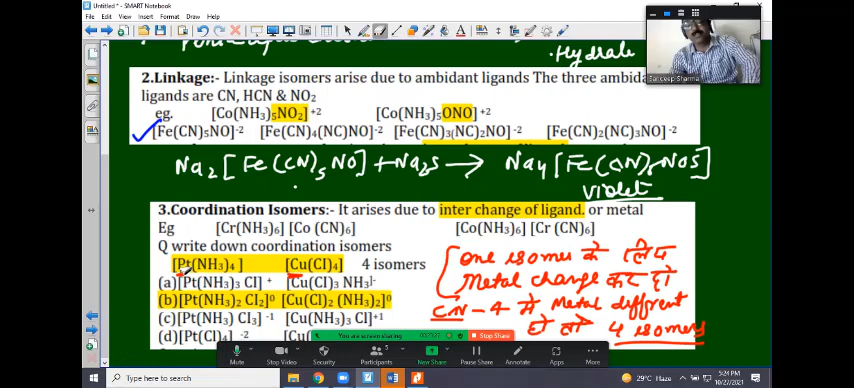 Untitled * - SMART Notebook
File Edit View Insert Format Draw Window Help
.Hydrate
Sandeep Sharma
2.Linkage:- Linkage isomers arise due to ambidant ligands The three ambida
ligands are CN, HCN & NO2
eg. [Co(NH3)5NO2]+2 [Co(NH3)5ONO]+2
[Fe(CN)5NO]-2 [Fe(CN)4(NC)NO]-2 [Fe(CN)3(NC)2NO]-2 [Fe(CN)2(NC)3NO]-2
Na2[Fe(CN)5NO] + Na2S → Na4[Fe(CN)5NOS]
violet
3.Coordination Isomers:- It arises due to inter change of ligand. or metal
Eg [Cr(NH3)6] [Co (CN)6] [Co(NH3)6] [Cr (CN)6]
Q write down coordination isomers
[Pt(NH3)4 ] [Cu(Cl)4] 4 isomers
(a)[Pt(NH3)3 Cl] + [Cu(Cl)3 NH3]-
(b)[Pt(NH3)2 Cl2]0 [Cu(Cl)2 (NH3)2]0
(c)[Pt(NH3) Cl3] -1 [Cu(NH3)3 Cl]+1
(d)[Pt(Cl)4] -2 [Cu
One isomer के लिए
Metal change कर दो
CN-4 में Metal different
हो तो 4 isomers
You are screen sharing Stop Share
Mute Stop Video Security Participants New Share Pause Share Annotate Apps More
Type here to search
29°C Haze
5:24 PM
10/27/2021